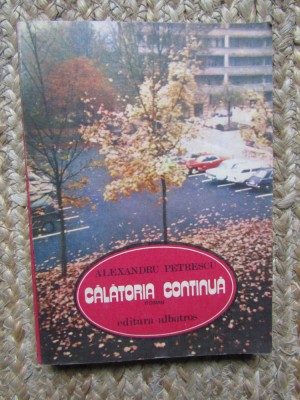 ALEXANDRU PETRESCU
CĂLĂTORIA CONTINUĂ
editura albatros